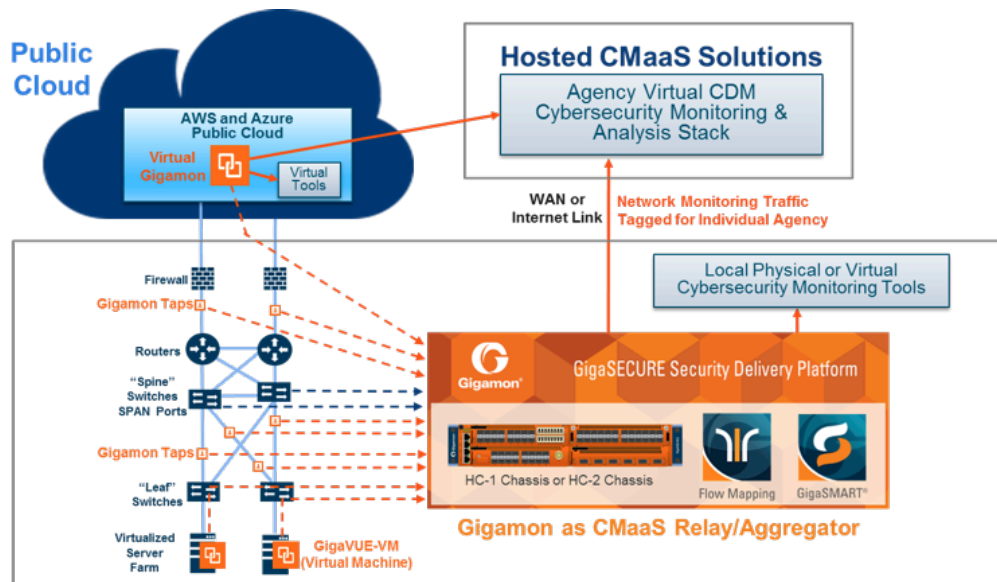 Public
Cloud
AWS and Azure
Public Cloud
Virtual
Gigamon
Virtual
Tools
Hosted CMaaS Solutions
Agency Virtual CDM
Cybersecurity Monitoring &
Analysis Stack
WAN or
Internet Link
Network Monitoring Traffic
Tagged for Individual Agency
Local Physical or Virtual
Cybersecurity Monitoring Tools
Firewall
Gigamon Taps
Routers
“Spine”
Switches
SPAN Ports
Gigamon Taps
“Leaf”
Switches
Virtualized
Server
Farm
GigaVUE-VM
(Virtual Machine)
Gigamon®
GigaSECURE Security Delivery Platform
HC-1 Chassis or HC-2 Chassis
Flow Mapping
GigaSMART®
Gigamon as CMaaS Relay/Aggregator